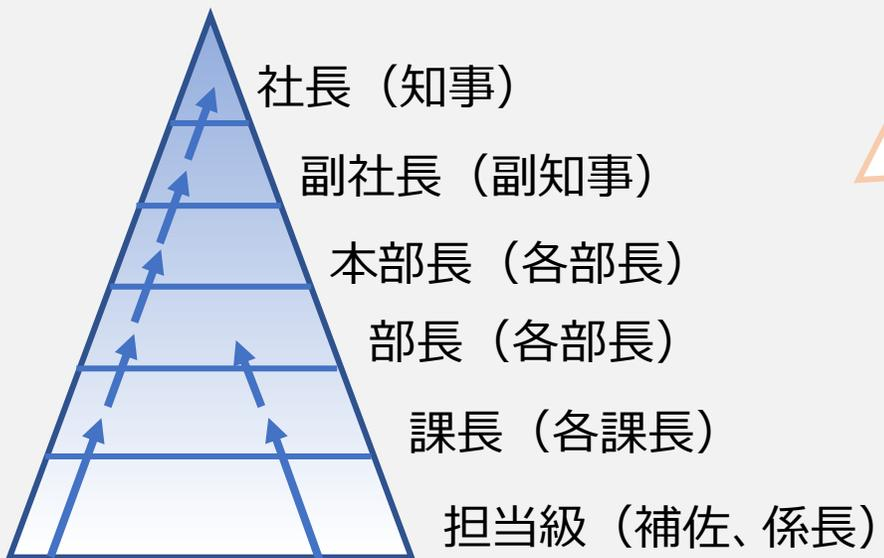 社長（知事）
副社長（副知事）
本部長（各部長）
部長（各部長）
課長（各課長）
担当級（補佐、係長）